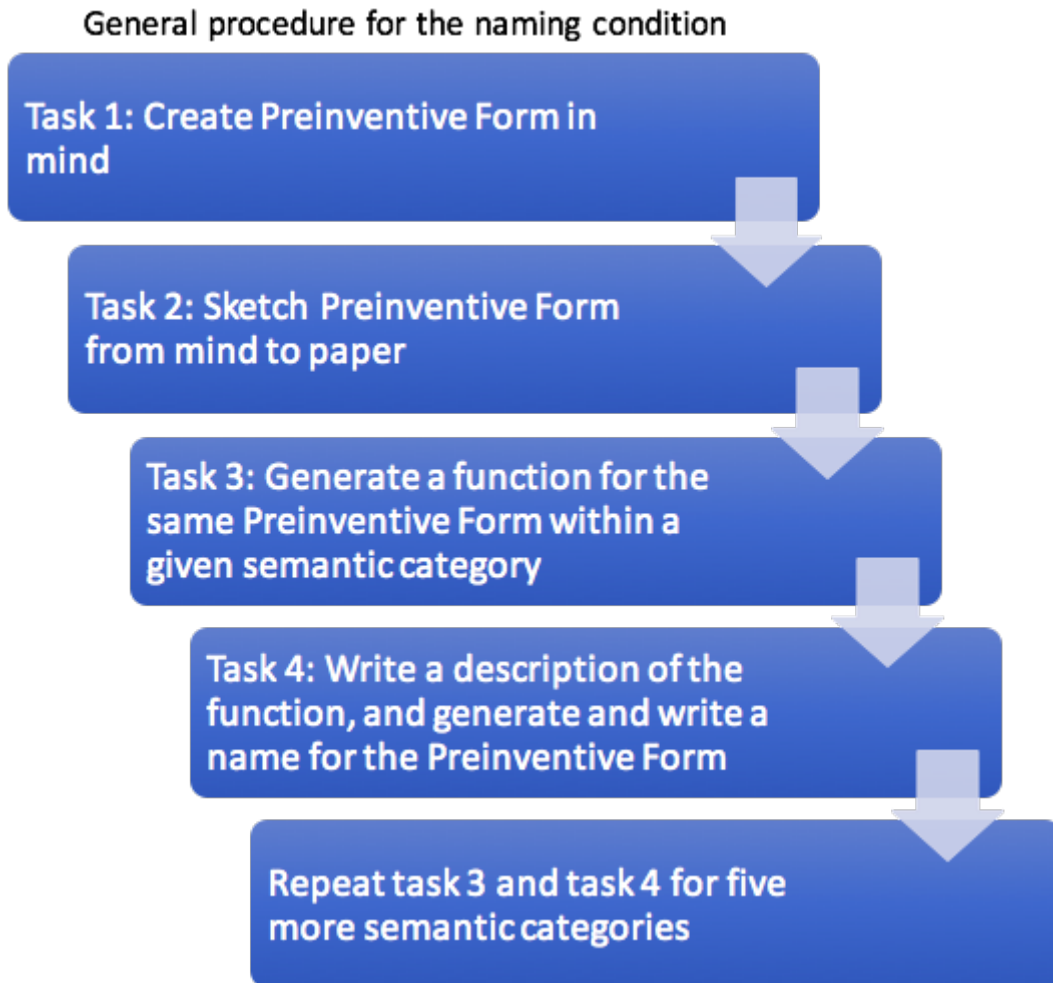 General procedure for the naming condition
Task 1: Create Preinventive Form in
mind
Task 2: Sketch Preinventive Form
from mind to paper
Task 3: Generate a function for the
same Preinventive Form within a
given semantic category
Task 4: Write a description of the
function, and generate and write a
name for the Preinventive Form
Repeat task 3 and task 4 for five
more semantic categories